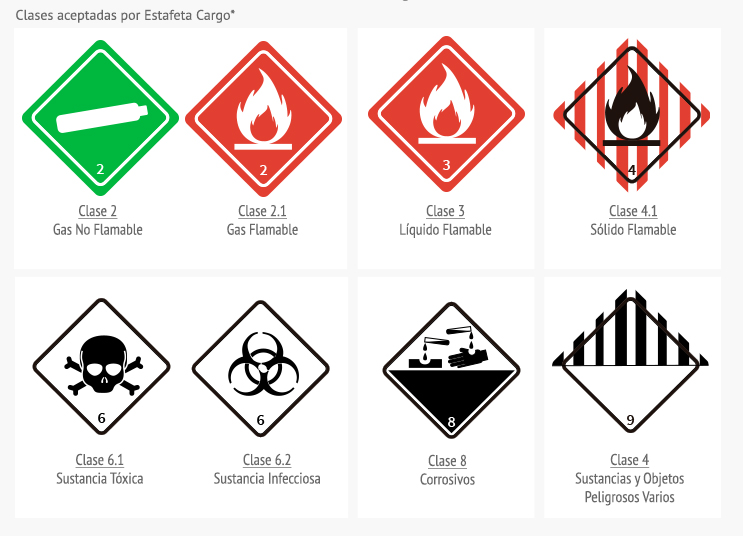 Clases aceptadas por Estafeta Cargo*
2
2
3
4
Clase 2
Gas No Flamable
Clase 2.1
Gas Flamable
Clase 3
Líquido Flamable
Clase 4.1
Sólido Flamable
6
6
8
9
Clase 6.1
Sustancia Tóxica
Clase 6.2
Sustancia Infecciosa
Clase 8
Corrosivos
Clase 4
Sustancias y Objetos
Peligrosos Varios